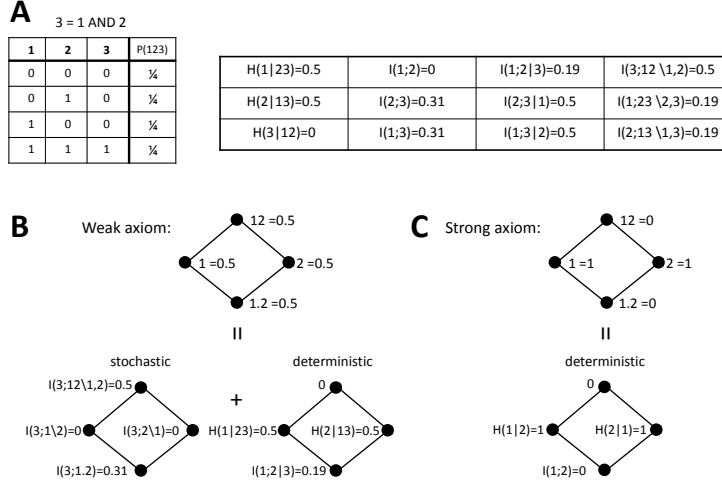 A
3 = 1 AND 2
1 2 3 P(123)
0 0 0 ¼
0 1 0 ¼
1 0 0 ¼
1 1 1 ¼
H(1|23)=0.5 I(1;2)=0 I(1;2|3)=0.19 I(3;12 \1,2)=0.5
H(2|13)=0.5 I(2;3)=0.31 I(2;3|1)=0.5 I(1;23 \2,3)=0.19
H(3|12)=0 I(1;3)=0.31 I(1;3|2)=0.5 I(2;13 \1,3)=0.19
B
Weak axiom:
12 =0.5
1 =0.5 2 =0.5
1.2 =0.5
=
stochastic
I(3;12\1,2)=0.5
I(3;1\2)=0 I(3;2\1)=0
I(3;1.2)=0.31
+
deterministic
0
H(1|23)=0.5 H(2|13)=0.5
I(1;2|3)=0.19
C
Strong axiom:
12 =0
1 =1 2 =1
1.2 =0
=
deterministic
0
H(1|2)=1 H(2|1)=1
I(1;2)=0